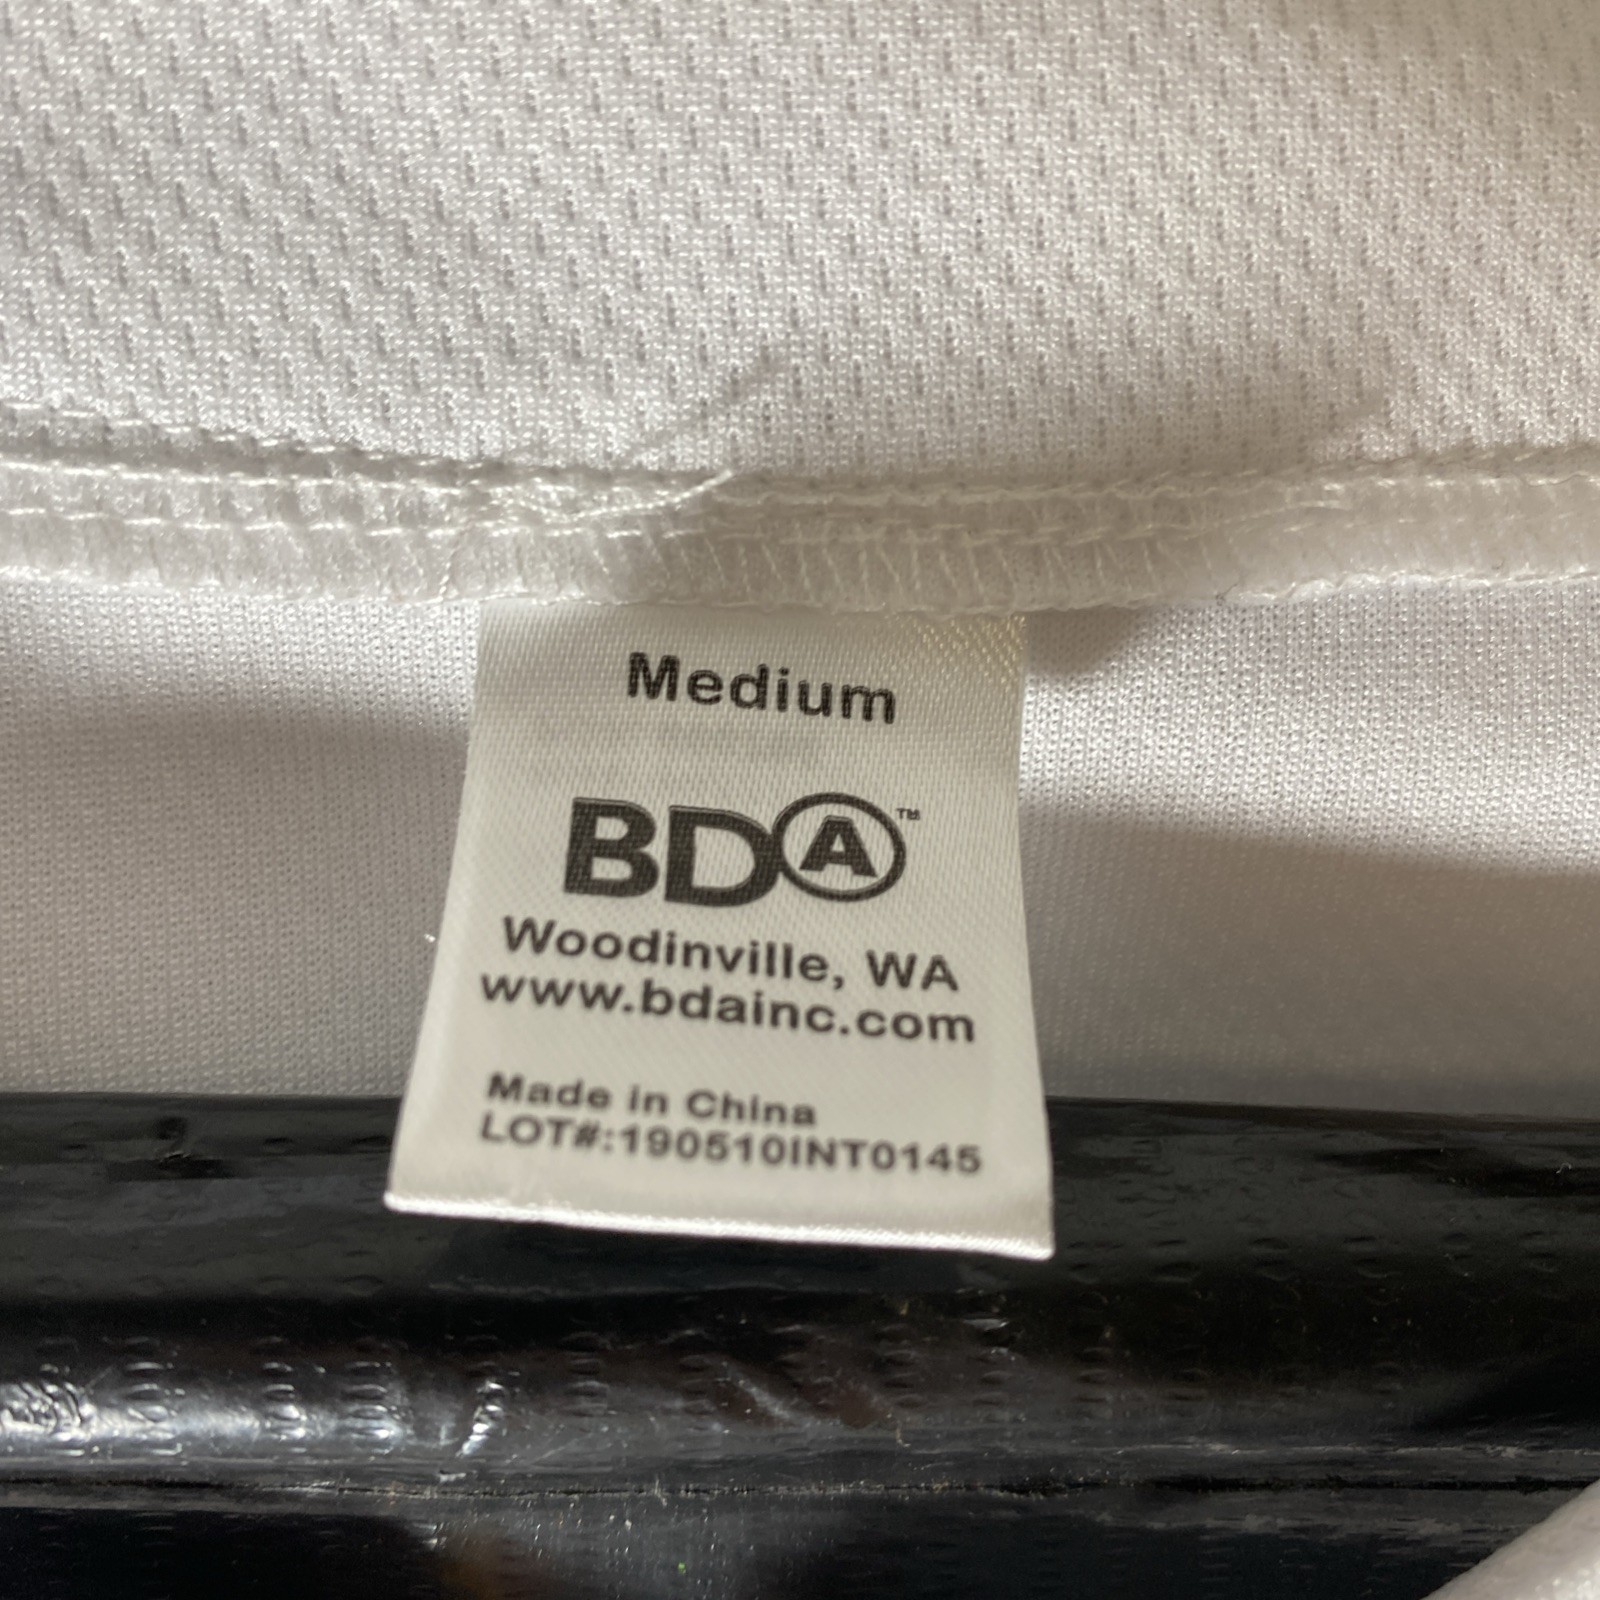 Medium
BDA™
Woodinville, WA
www.bdainc.com
Made in China
LOT#:190510INT0145